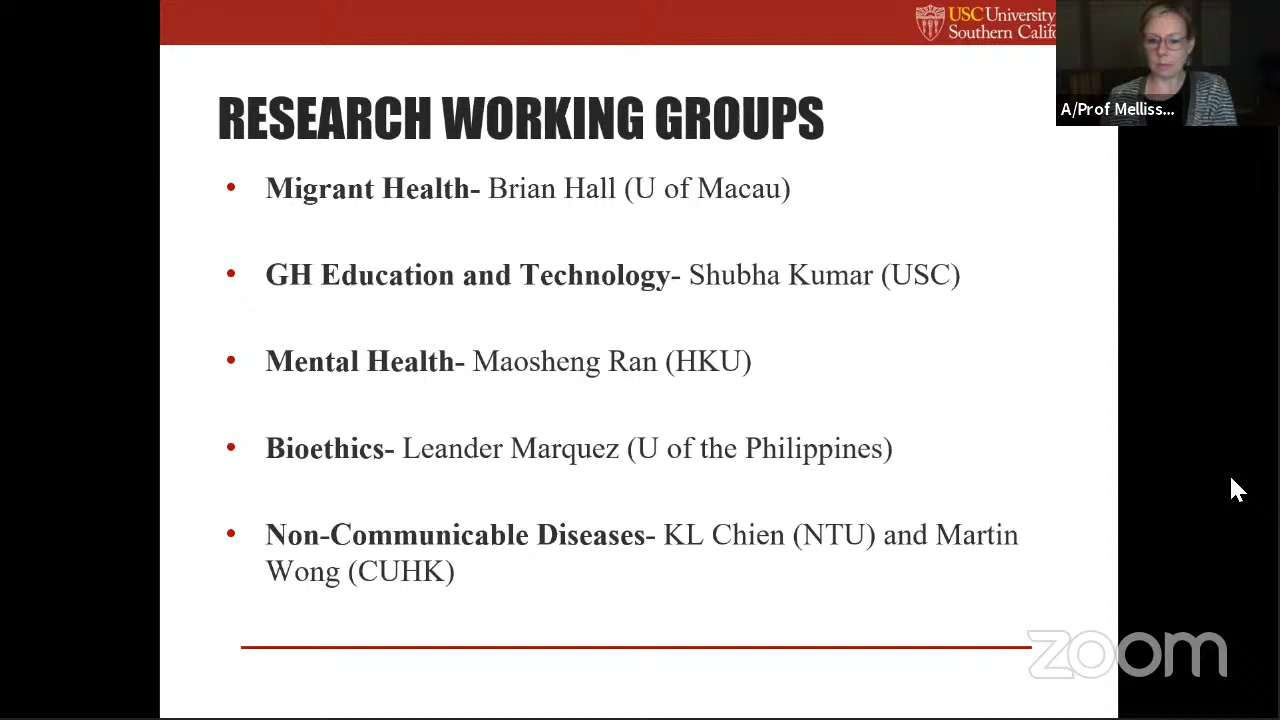 USC University
Southern Califo
A/Prof Melliss...
RESEARCH WORKING GROUPS
• Migrant Health- Brian Hall (U of Macau)
• GH Education and Technology- Shubha Kumar (USC)
• Mental Health- Maosheng Ran (HKU)
• Bioethics- Leander Marquez (U of the Philippines)
• Non-Communicable Diseases- KL Chien (NTU) and Martin
Wong (CUHK)
zoom